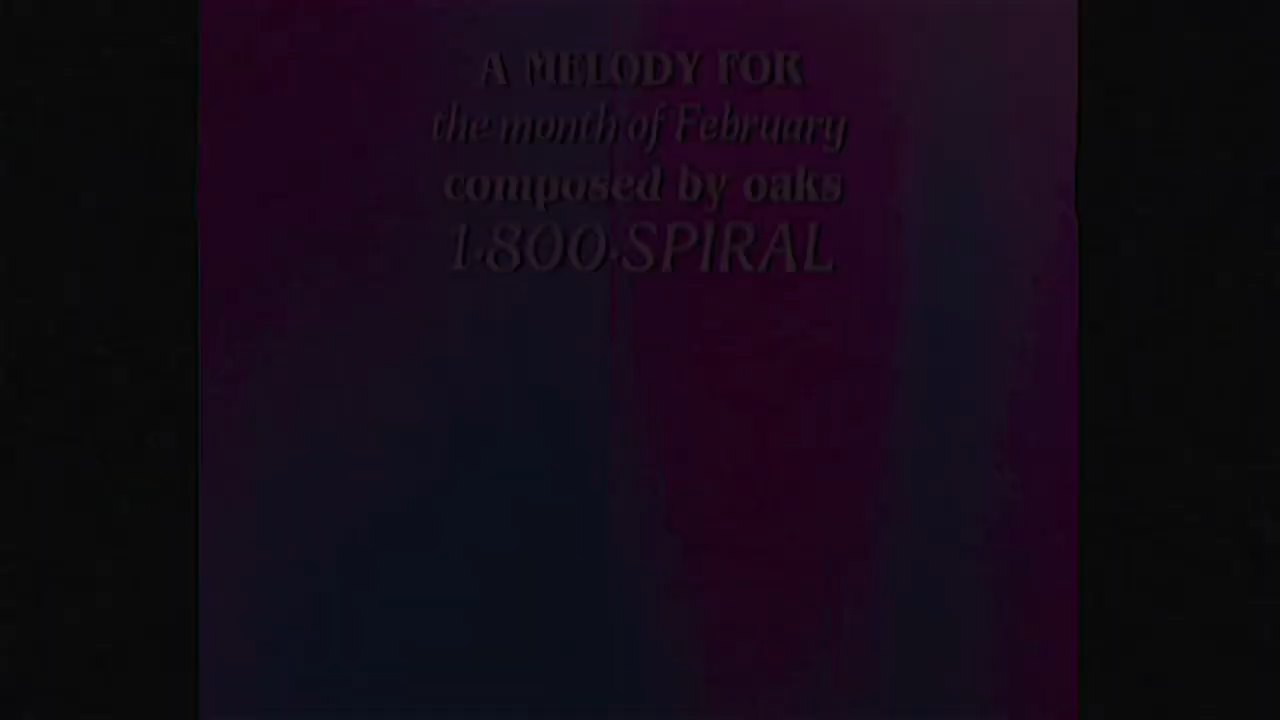 A MELODY FOR
the month of February
composed by oaks
1·800·SPIRAL